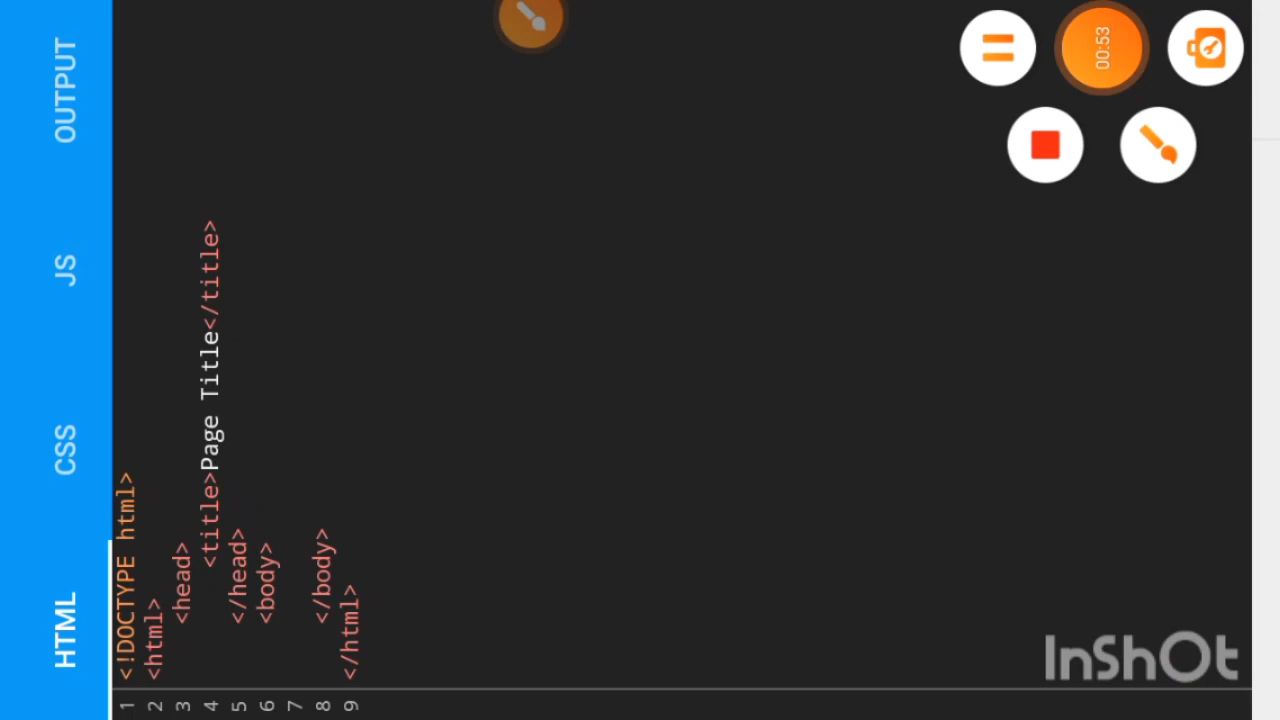 HTML CSS JS OUTPUT
1 <!DOCTYPE html>
2 <html>
3 <head>
4 <title>Page Title</title>
5 </head>
6 <body>
7
8 </body>
9 </html>
00:53
InShOt